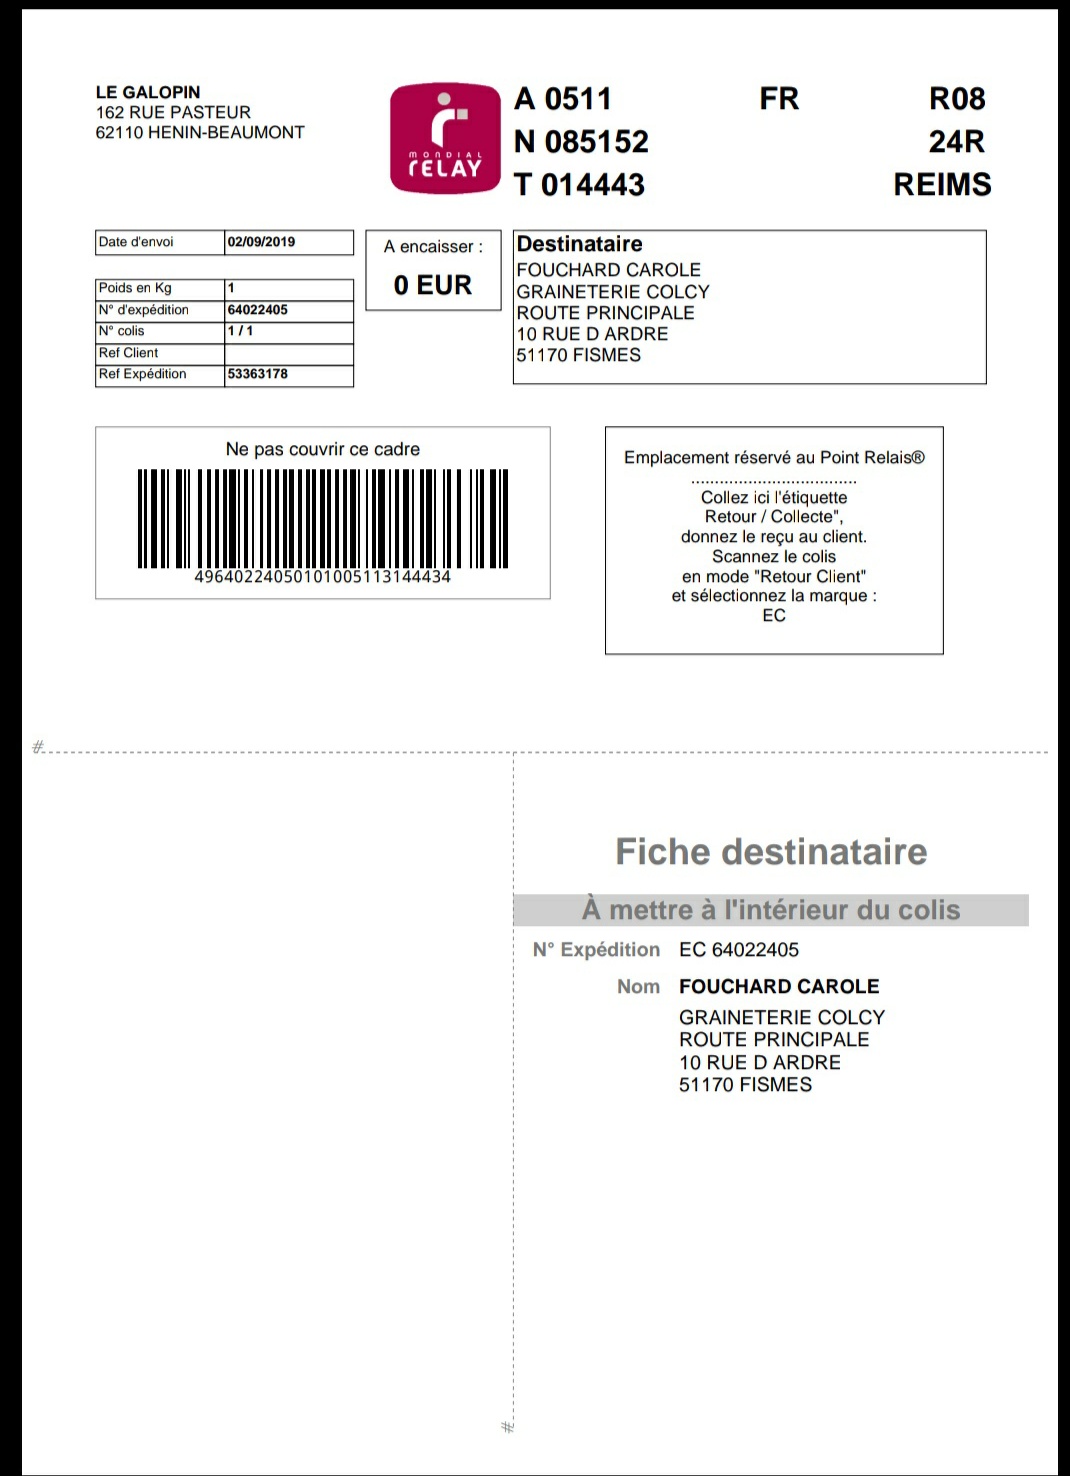 LE GALOPIN
162 RUE PASTEUR
62110 HENIN-BEAUMONT
MONDIAL
RELAY
A 0511 FR R08
N 085152 24R
T 014443 REIMS
Date d'envoi 02/09/2019
Poids en Kg 1
N° d'expédition 64022405
N° colis 1 / 1
Ref Client
Ref Expédition 53363178
A encaisser :
0 EUR
Destinataire
FOUCHARD CAROLE
GRAINETERIE COLCY
ROUTE PRINCIPALE
10 RUE D ARDRE
51170 FISMES
Ne pas couvrir ce cadre
496402240501010051​13144434
Emplacement réservé au Point Relais®
...................................
Collez ici l'étiquette
Retour / Collecte",
donnez le reçu au client.
Scannez le colis
en mode "Retour Client"
et sélectionnez la marque :
EC
#
Fiche destinataire
À mettre à l'intérieur du colis
N° Expédition EC 64022405
Nom FOUCHARD CAROLE
GRAINETERIE COLCY
ROUTE PRINCIPALE
10 RUE D ARDRE
51170 FISMES
#